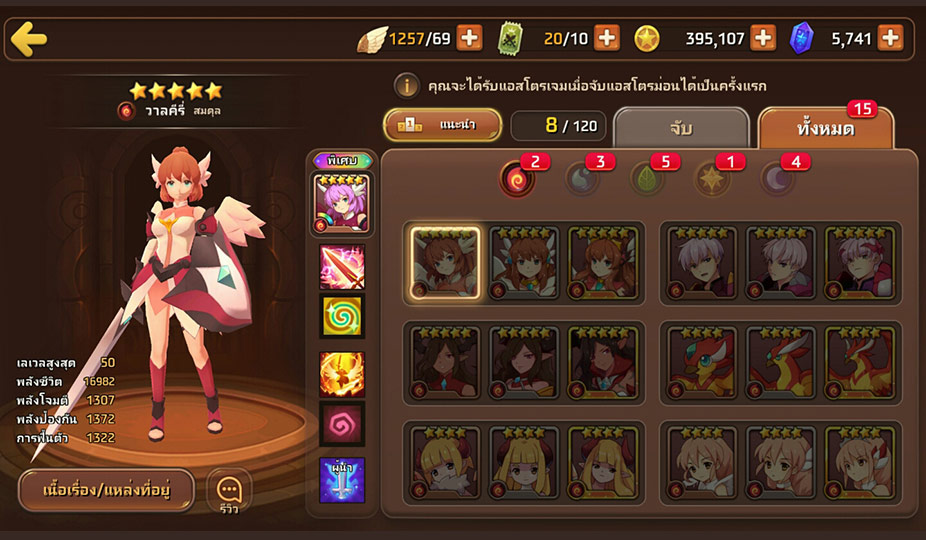 1257/69
20/10
395,107
5,741
คุณจะได้รับแอสโตรเจมเมื่อจับแอสโตรม่อนได้เป็นครั้งแรก
วาลคีรี่ สมดุล
แนะนำ
8 / 120
จับ
ทั้งหมด
15
พิเศษ
2
3
5
1
4
เลเวลสูงสุด 50
พลังชีวิต 16982
พลังโจมตี 1307
พลังป้องกัน 1372
การฟื้นตัว 1322
ผู้นำ
เนื้อเรื่อง/แหล่งที่อยู่
รีวิว